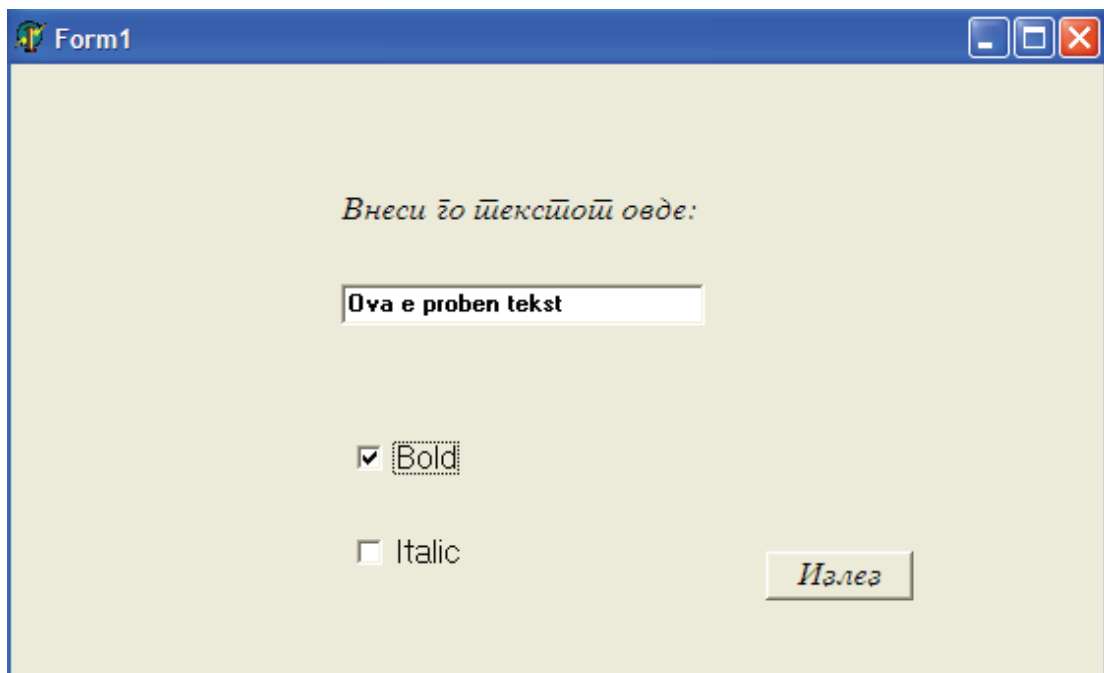 Form1
Внеси го текстот овде:
Ova e proben tekst
Bold
Italic
Излез